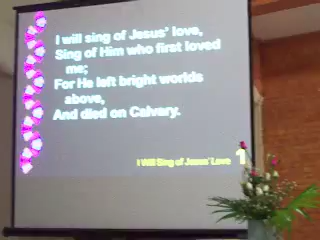 I will sing of Jesus' love,
Sing of Him who first loved
me;
For He left bright worlds
above,
And died on Calvary.
I Will Sing of Jesus' Love 1